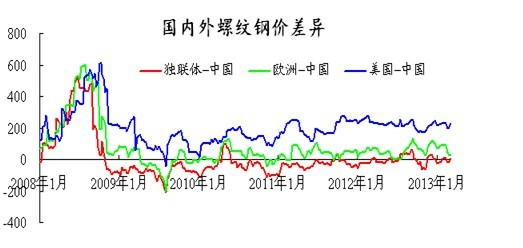 国内外螺纹钢价差异
800
600
400
200
0
-200
-400
独联体-中国
欧洲-中国
美国-中国
2008年1月
2009年1月
2010年1月
2011年1月
2012年1月
2013年1月